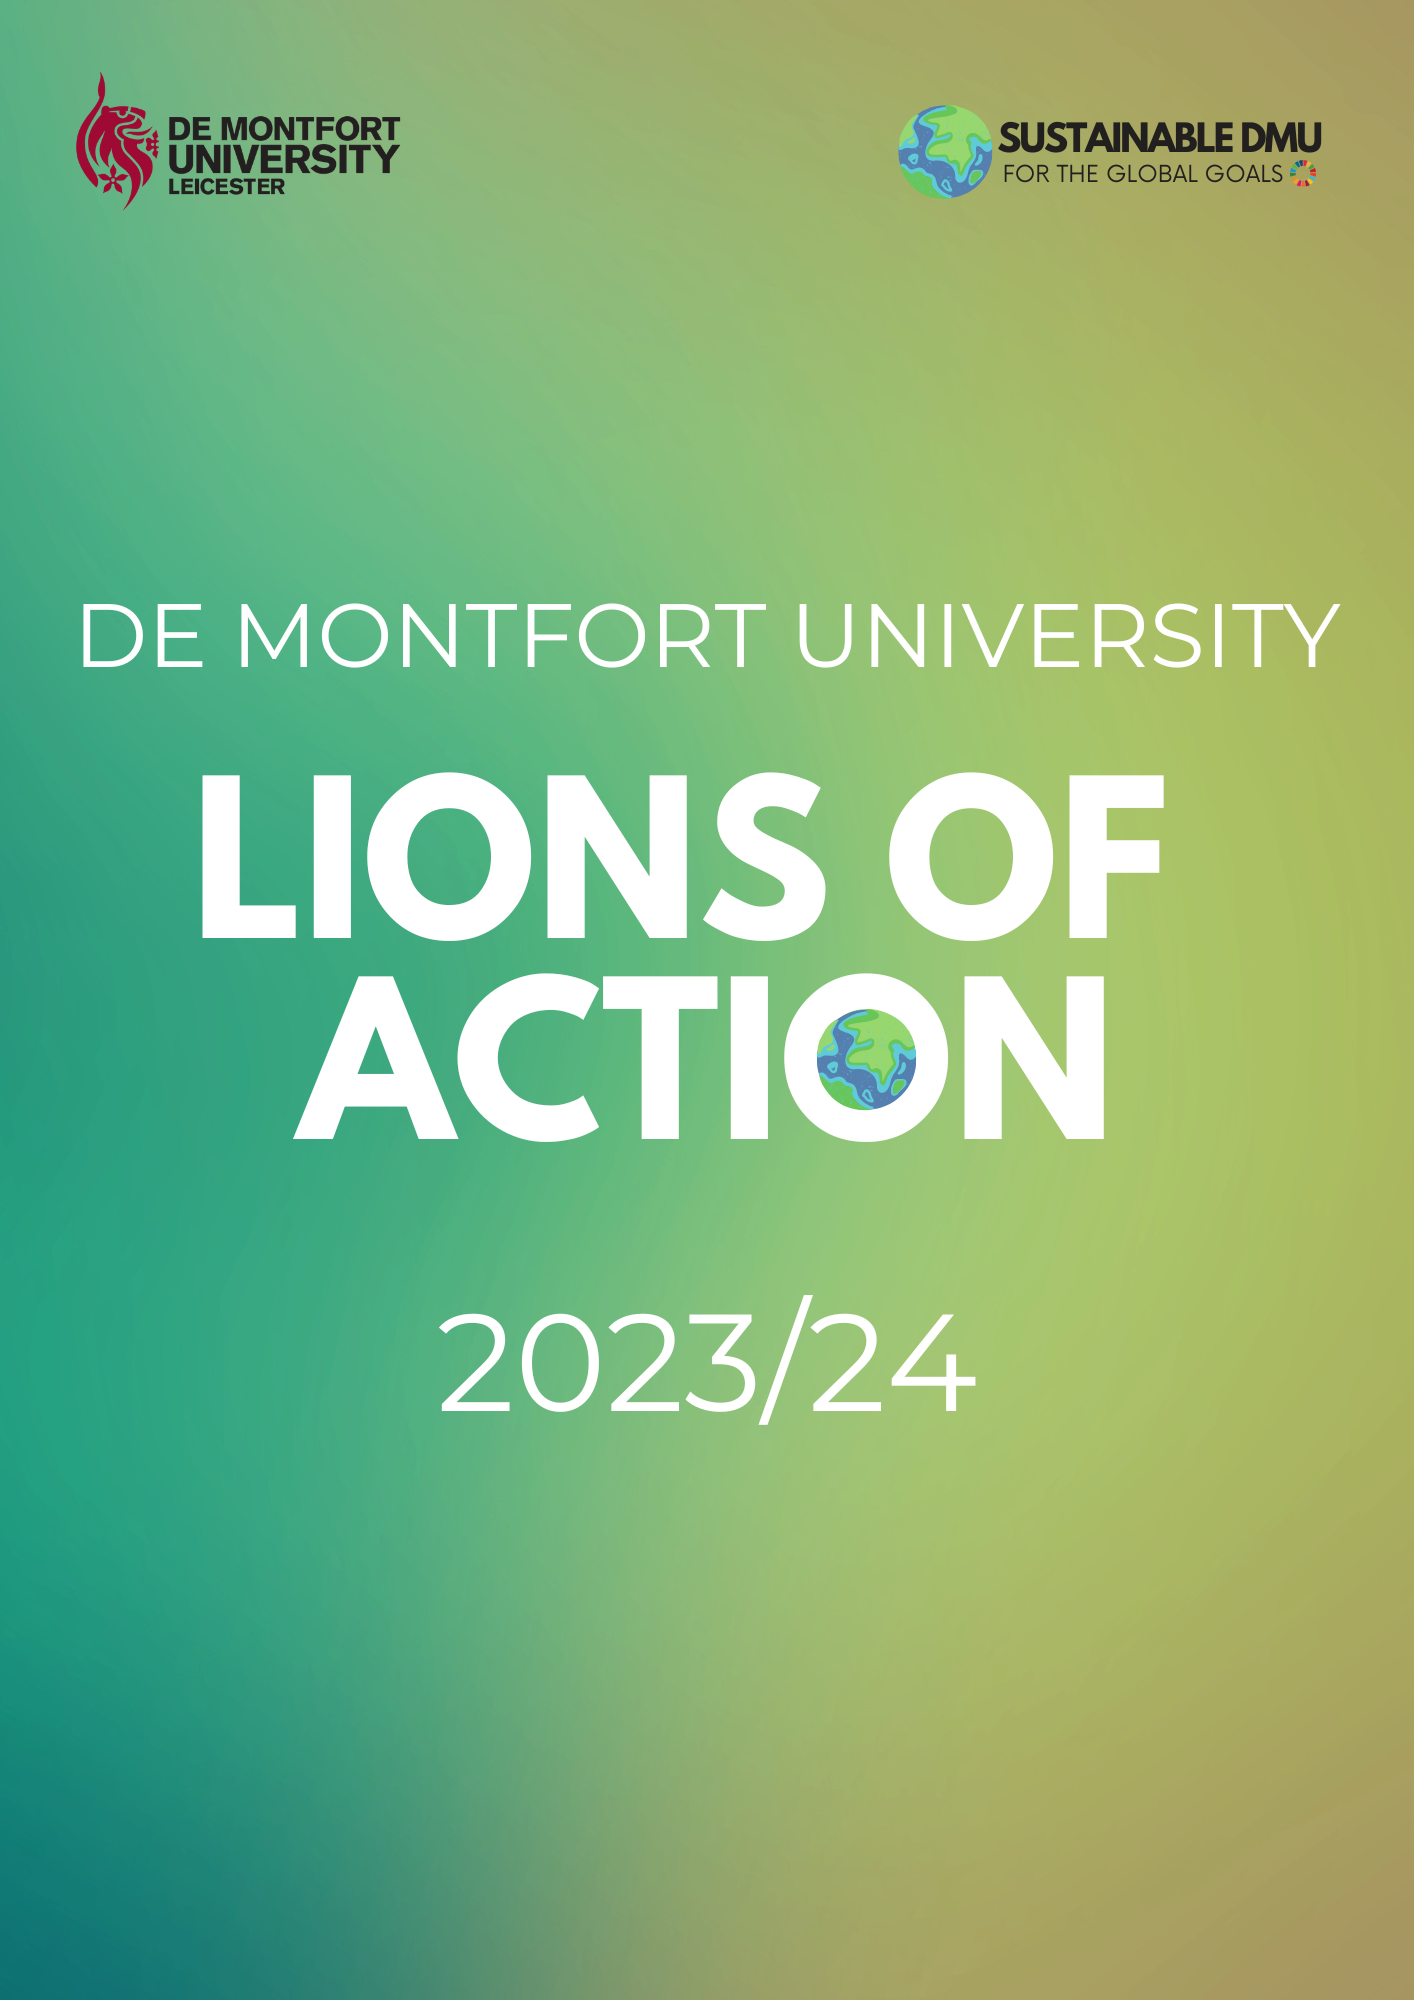 DE MONTFORT
UNIVERSITY
LEICESTER
SUSTAINABLE DMU
FOR THE GLOBAL GOALS
DE MONTFORT UNIVERSITY
LIONS OF
ACTION
2023/24